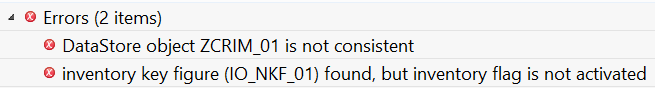 Errors (2 items)
DataStore object ZCRIM_01 is not consistent
inventory key figure (IO_NKF_01) found, but inventory flag is not activated